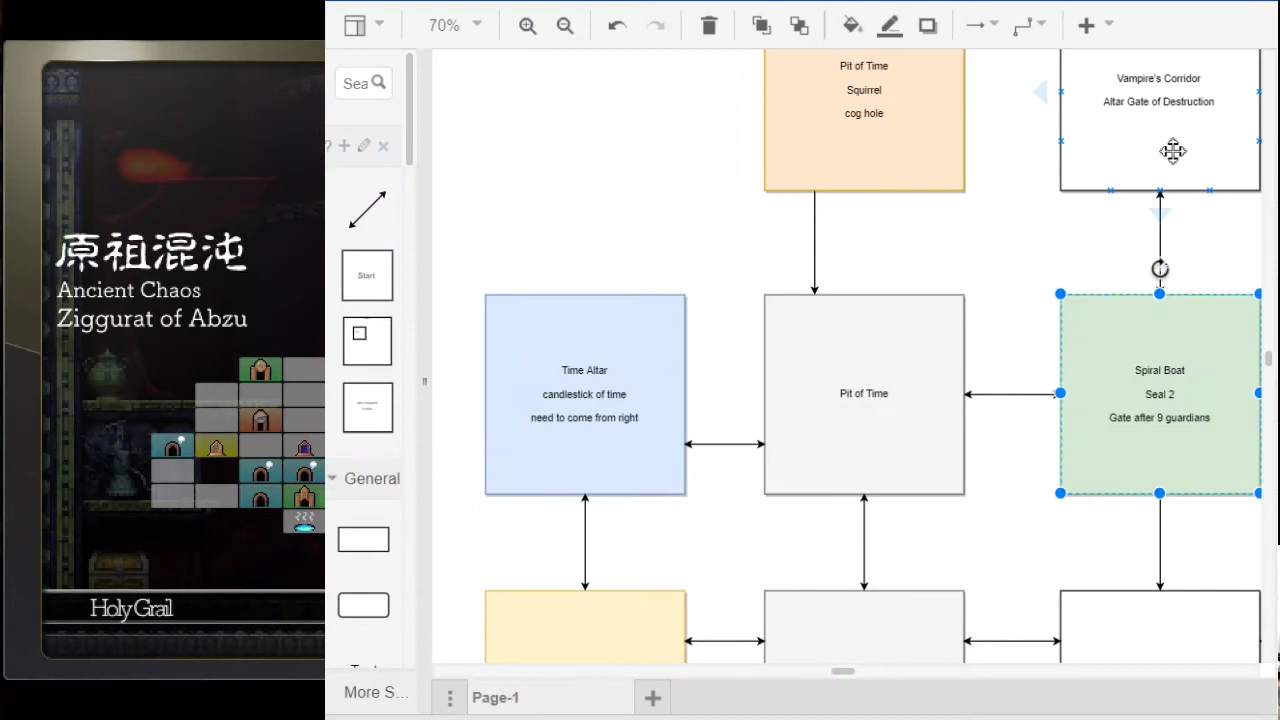 原祖混沌
Ancient Chaos
Ziggurat of Abzu
Holy Grail
70%
Sea
?
Start
General
More S...
Pit of Time
Squirrel
cog hole
Vampire's Corridor
Altar Gate of Destruction
Time Altar
candlestick of time
need to come from right
Pit of Time
Spiral Boat
Seal 2
Gate after 9 guardians
Page-1